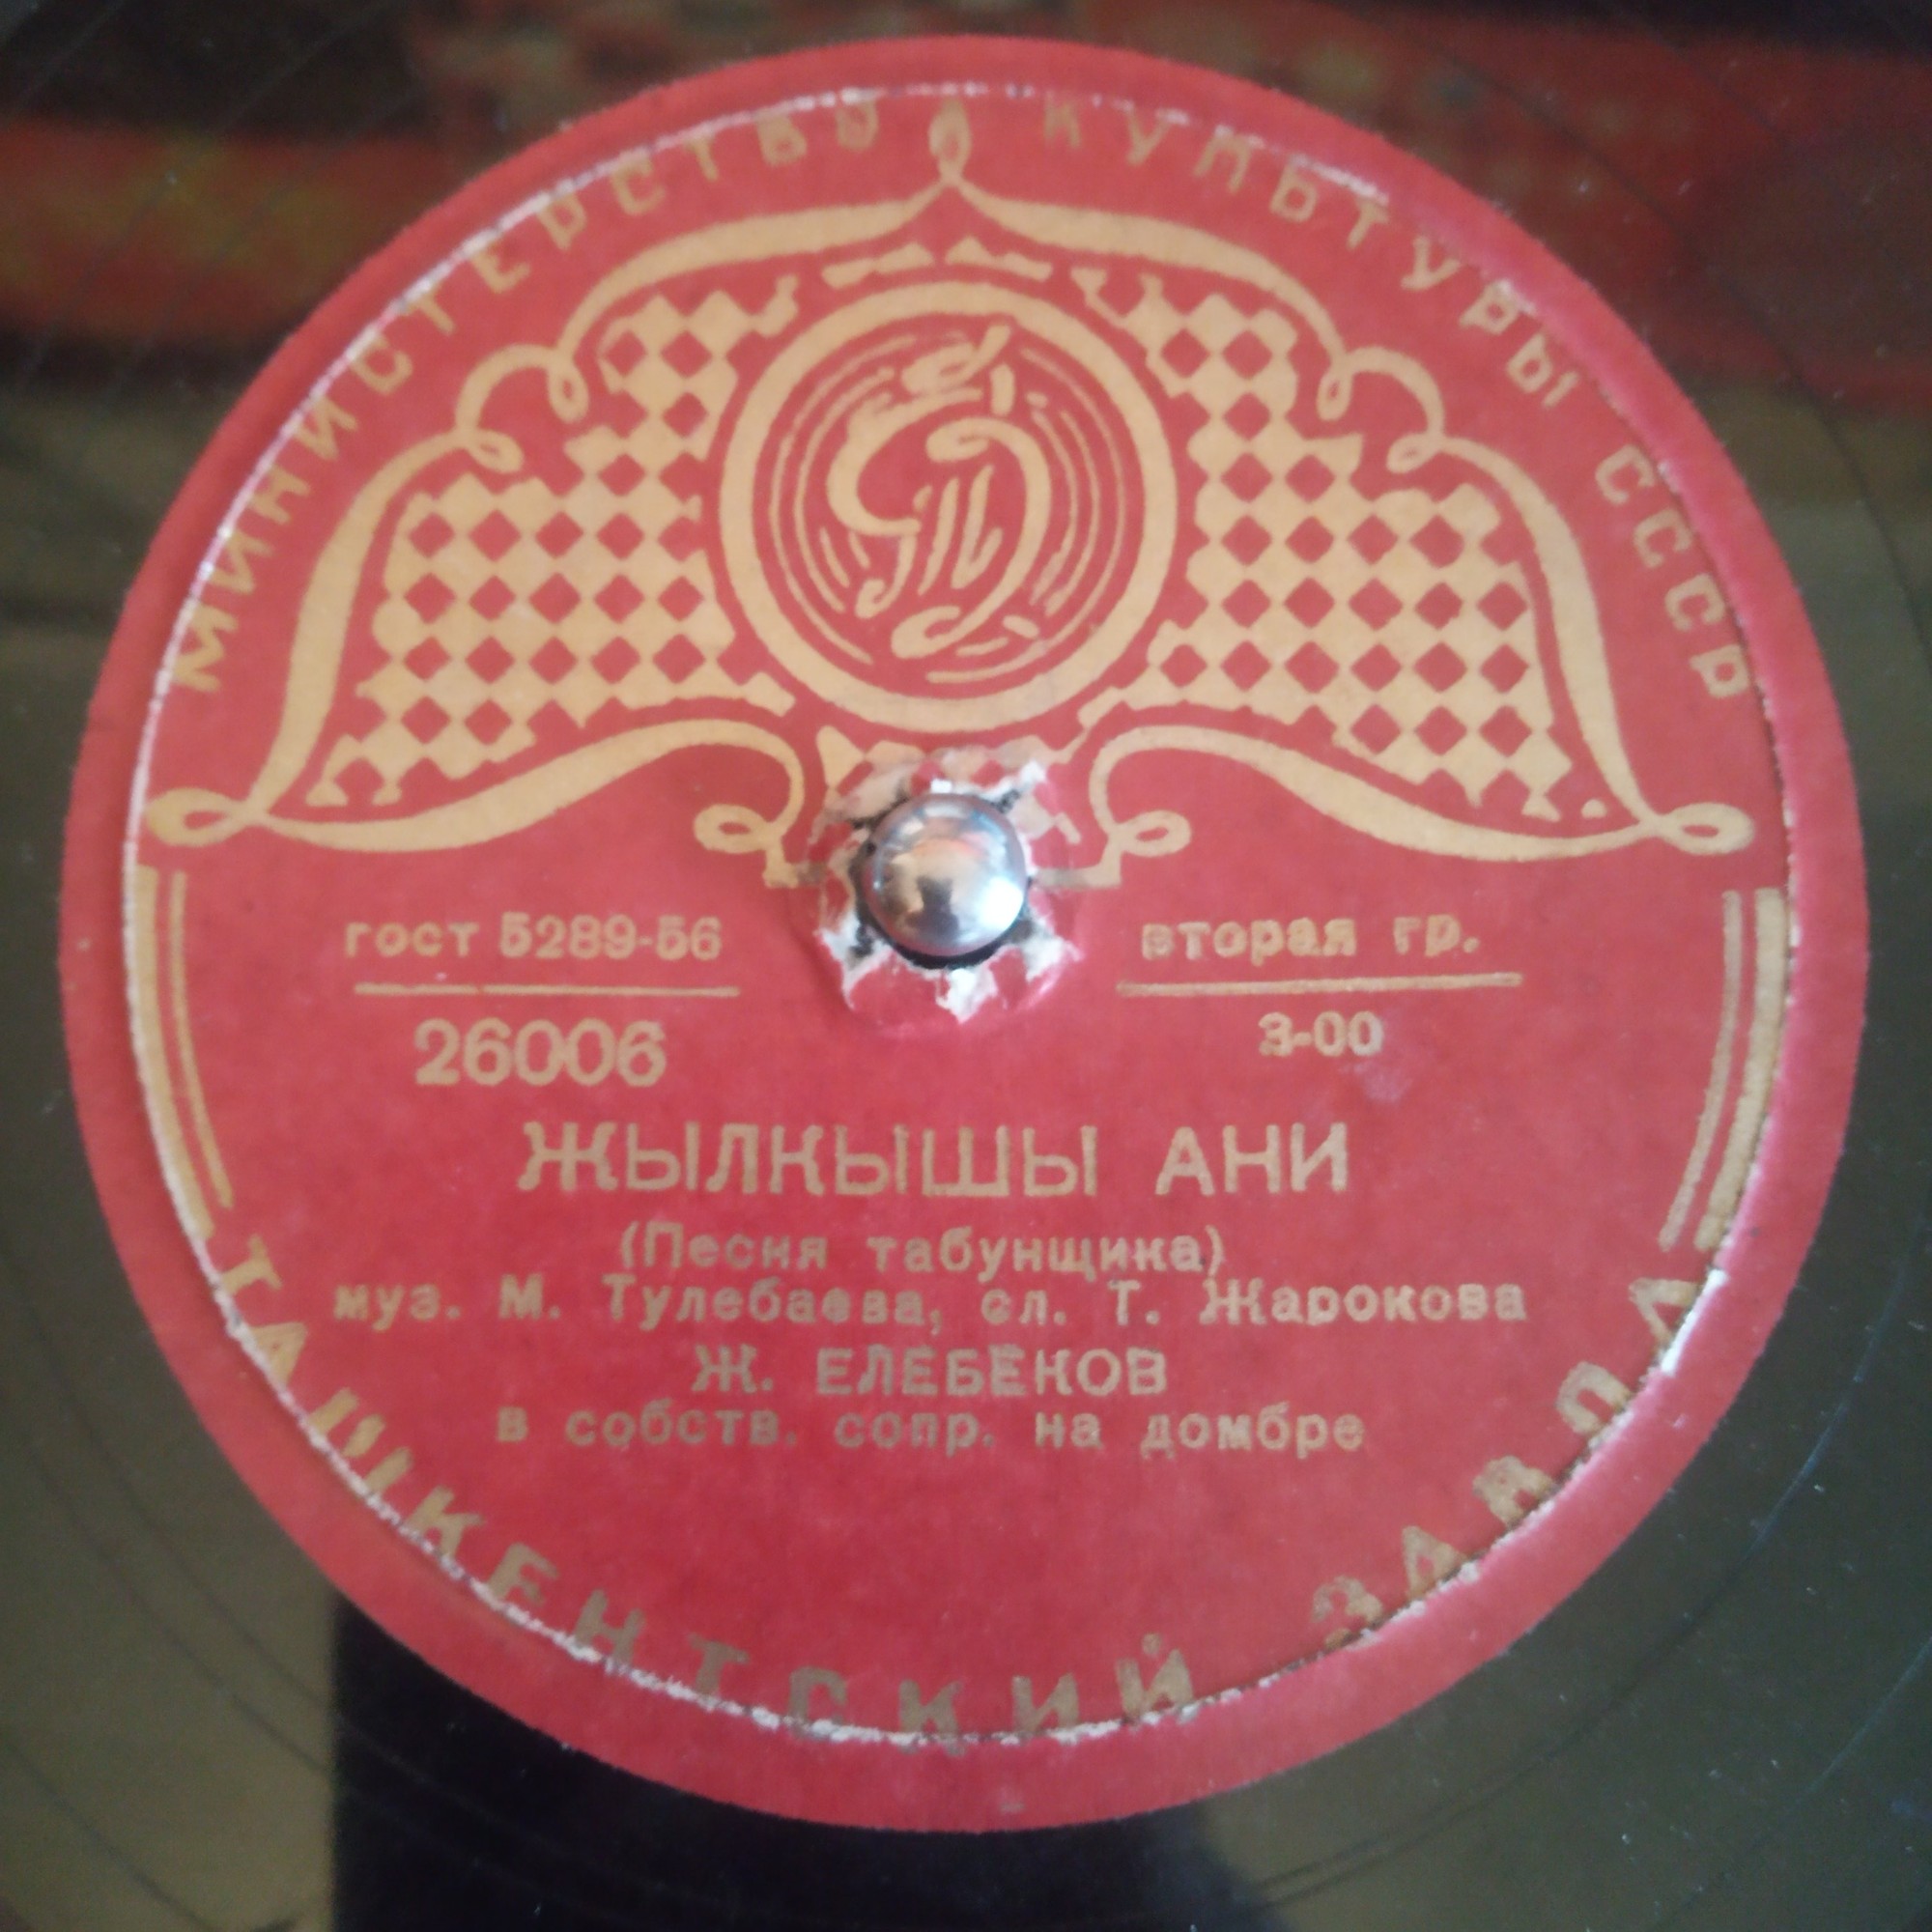 МИНИСТЕРСТВО КУЛЬТУРЫ СССР
гост 5289-56
вторая гр.
26006
3-00
ЖЫЛКЫШЫ АНИ
(Песня табунщика)
муз. М. Тулебаева, сл. Т. Жарокова
Ж. ЕЛЕБЕКОВ
в собств. сопр. на домбре
ТАШКЕНТСКИЙ ЗАВОД